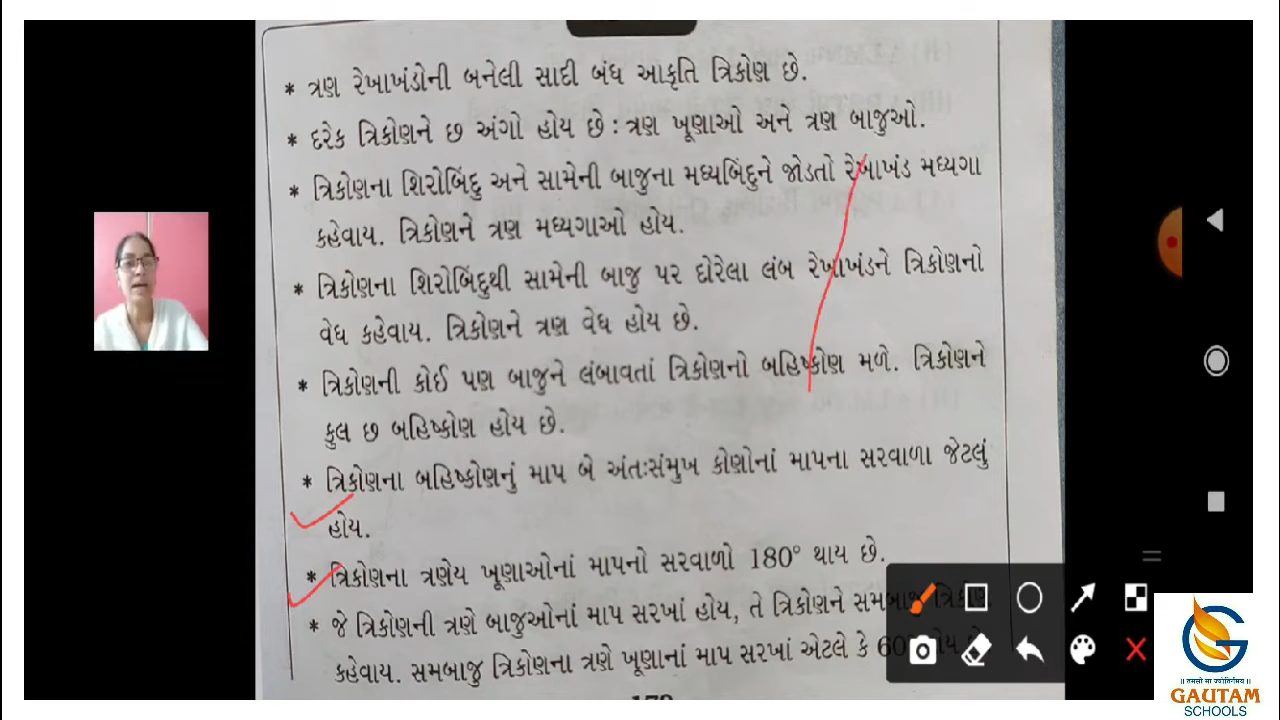 * ત્રણ રેખાખંડોની બનેલી સાદી બંધ આકૃતિ ત્રિકોણ છે.
* દરેક ત્રિકોણને છ અંગો હોય છે : ત્રણ ખૂણાઓ અને ત્રણ બાજુઓ.
* ત્રિકોણના શિરોબિંદુ અને સામેની બાજુના મધ્યબિંદુને જોડતો રેખાખંડ મધ્યગા
કહેવાય. ત્રિકોણને ત્રણ મધ્યગાઓ હોય.
* ત્રિકોણના શિરોબિંદુથી સામેની બાજુ પર દોરેલા લંબ રેખાખંડને ત્રિકોણનો
વેધ કહેવાય. ત્રિકોણને ત્રણ વેધ હોય છે.
* ત્રિકોણની કોઈ પણ બાજુને લંબાવતાં ત્રિકોણનો બહિષ્કોણ મળે. ત્રિકોણને
કુલ છ બહિષ્કોણ હોય છે.
* ત્રિકોણના બહિષ્કોણનું માપ બે અંતઃસંમુખ કોણોનાં માપના સરવાળા જેટલું
હોય.
* ત્રિકોણના ત્રણેય ખૂણાઓનાં માપનો સરવાળો 180° થાય છે.
* જે ત્રિકોણની ત્રણે બાજુઓનાં માપ સરખાં હોય, તે ત્રિકોણને સમબાજુ ત્રિકોણ
કહેવાય. સમબાજુ ત્રિકોણના ત્રણે ખૂણાનાં માપ સરખાં એટલે કે 60° હોય
॥ તમસો મા જ્યોતિર્ગમય ॥
GAUTAM
SCHOOLS